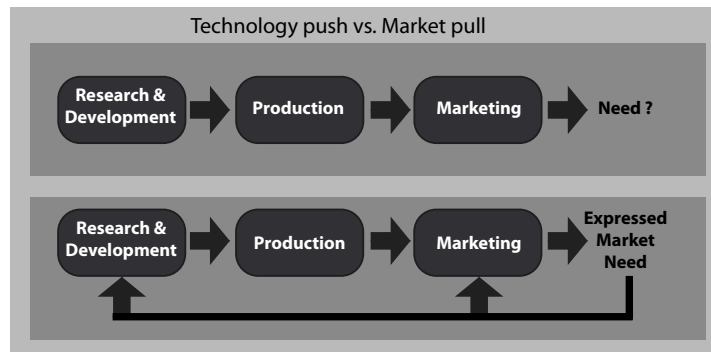 Technology push vs. Market pull
Research &
Development
Production
Marketing
Need ?
Research &
Development
Production
Marketing
Expressed
Market
Need